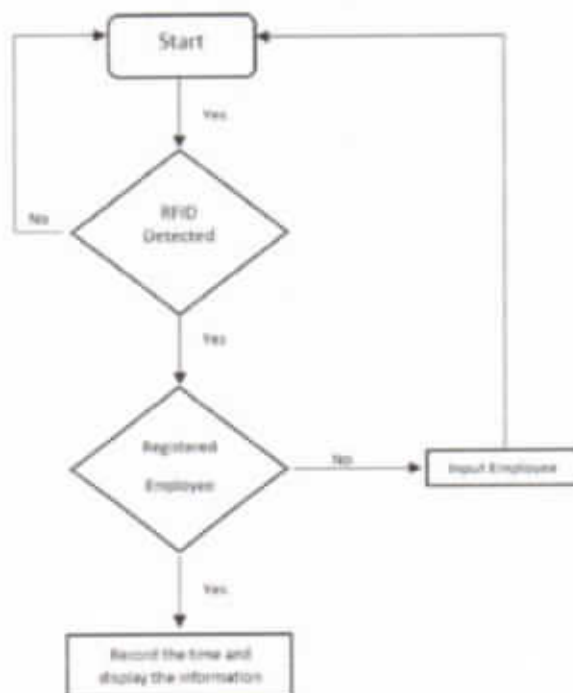 Start
Yes
RFID
Detected
No
Yes
Registered
Employee
No
Input Employee
Yes
Record the time and
display the information